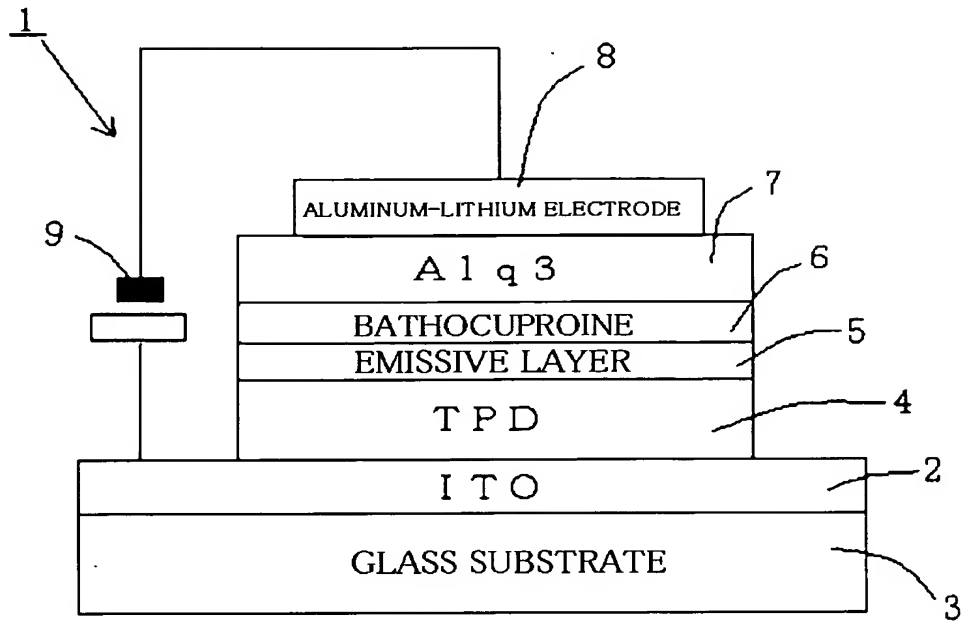 1
8
7
ALUMINUM-LITHIUM ELECTRODE
9
A l q 3
6
BATHOCUPROINE
5
EMISSIVE LAYER
4
T P D
2
I T O
GLASS SUBSTRATE
3